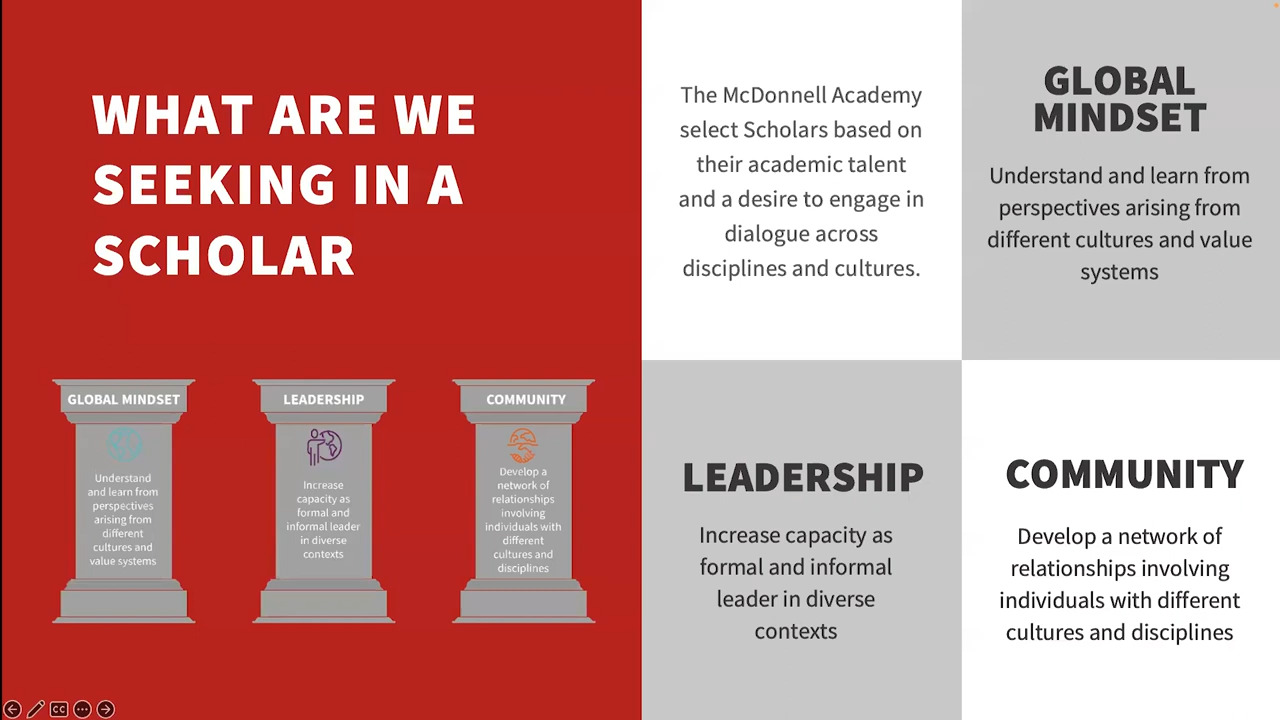 WHAT ARE WE
SEEKING IN A
SCHOLAR
GLOBAL MINDSET
Understand
and learn from
perspectives
arising from
different
cultures and
value systems
LEADERSHIP
Increase
capacity as
formal and
informal leader
in diverse
contexts
COMMUNITY
Develop a
network of
relationships
involving
individuals with
different
cultures and
disciplines
The McDonnell Academy
select Scholars based on
their academic talent
and a desire to engage in
dialogue across
disciplines and cultures.
GLOBAL
MINDSET
Understand and learn from
perspectives arising from
different cultures and value
systems
LEADERSHIP
Increase capacity as
formal and informal
leader in diverse
contexts
COMMUNITY
Develop a network of
relationships involving
individuals with different
cultures and disciplines
CC